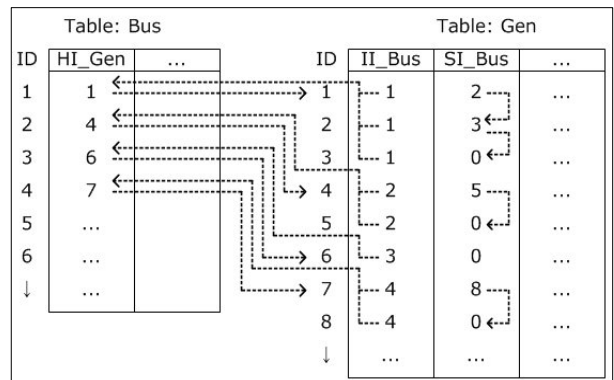 Table: Bus Table: Gen
ID HI_Gen ... ID II_Bus SI_Bus ...
1 1 1 1 2 ...
2 4 2 1 3 ...
3 6 3 1 0 ...
4 7 4 2 5 ...
5 ... 5 2 0 ...
6 ... 6 3 0 ...
↓ ... 7 4 8 ...
8 4 0 ...
↓ ... ... ...